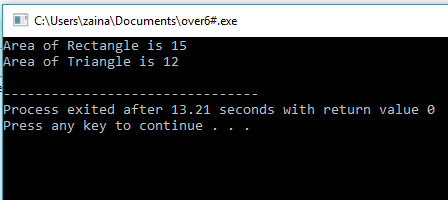 C:\Users\zaina\Documents\over6#.exe
Area of Rectangle is 15
Area of Triangle is 12
--------------------------------
Process exited after 13.21 seconds with return value 0
Press any key to continue . . .